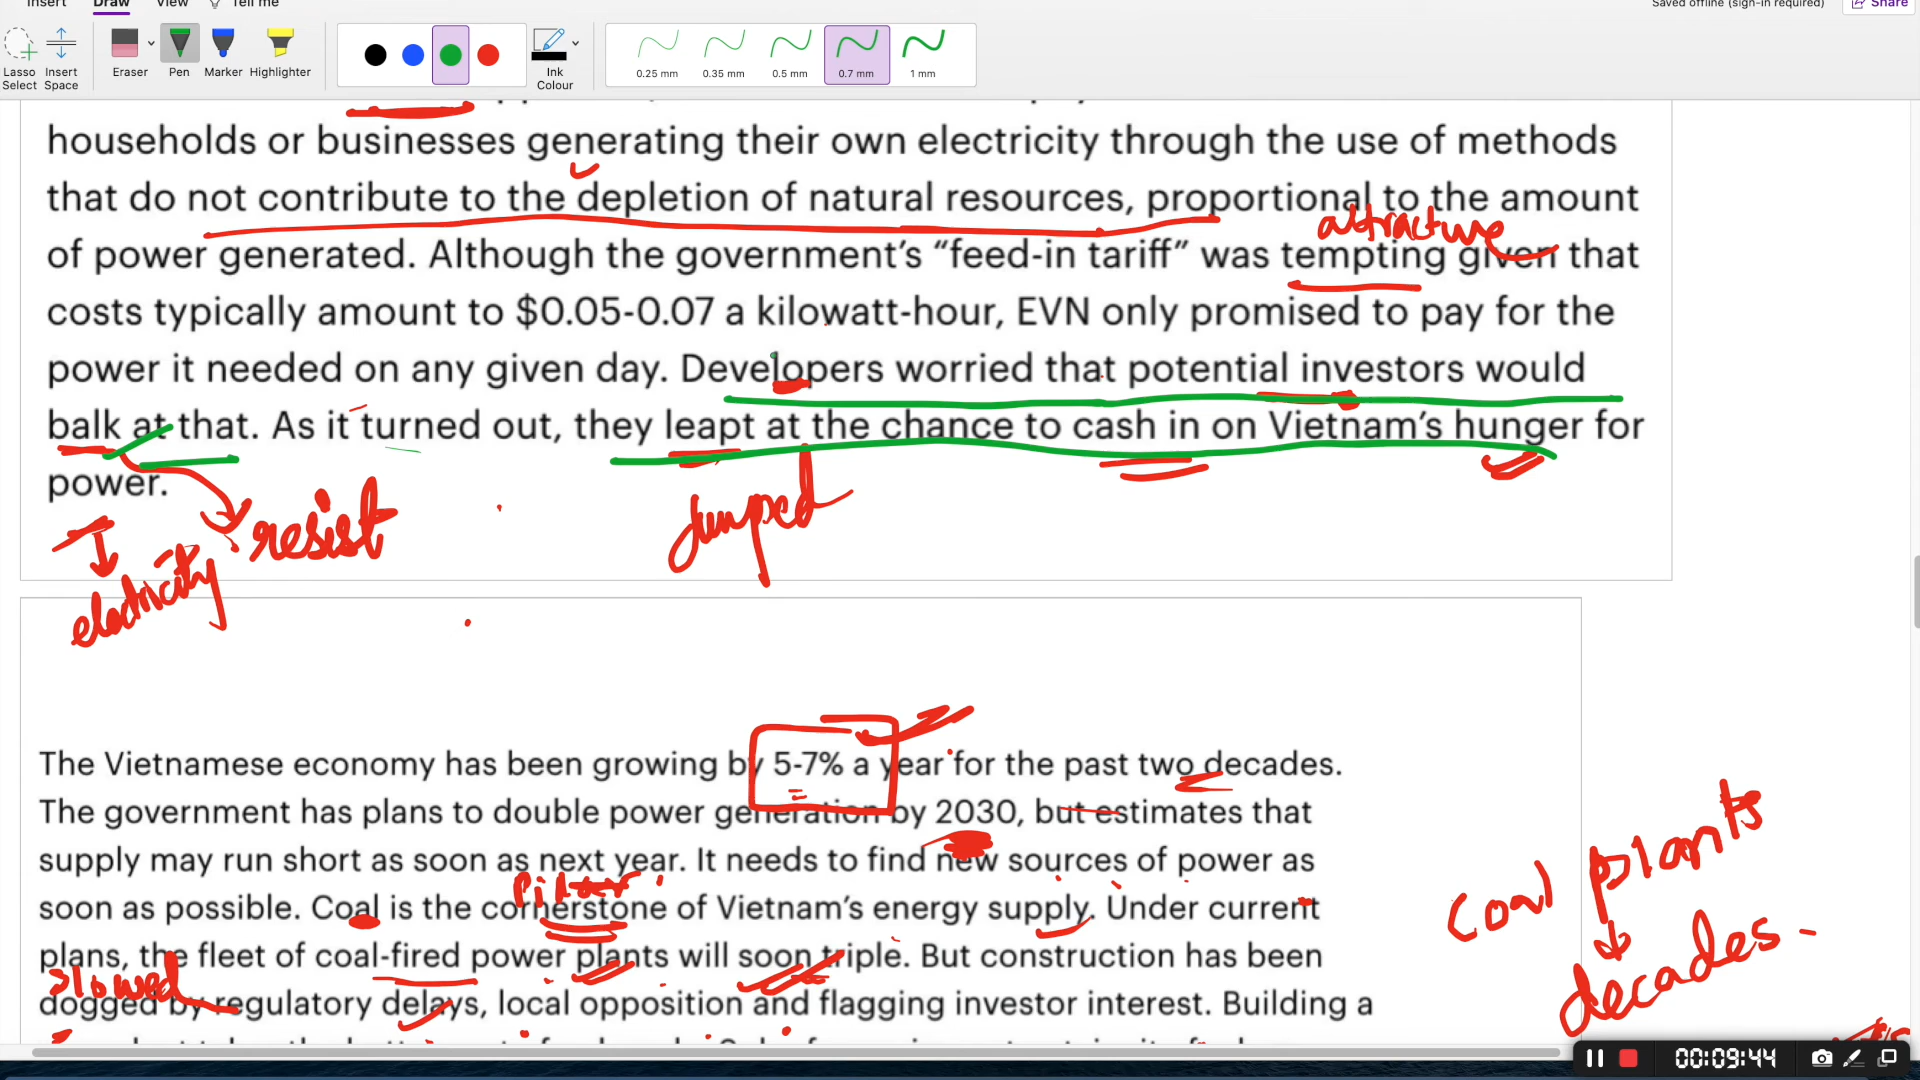 Insert Draw View Tell me Saved offline (sign-in required) Share
Lasso Select
Insert Space
Eraser
Pen
Marker
Highlighter
Ink Colour
0.25 mm
0.35 mm
0.5 mm
0.7 mm
1 mm
households or businesses generating their own electricity through the use of methods
that do not contribute to the depletion of natural resources, proportional to the amount
attractive
of power generated. Although the government's “feed-in tariff” was tempting given that
costs typically amount to $0.05-0.07 a kilowatt-hour, EVN only promised to pay for the
power it needed on any given day. Developers worried that potential investors would
balk at that. As it turned out, they leapt at the chance to cash in on Vietnam's hunger for
power.
resist
Jumped
electricity
The Vietnamese economy has been growing by 5-7% a year for the past two decades.
The government has plans to double power generation by 2030, but estimates that
supply may run short as soon as next year. It needs to find new sources of power as
Pillar
soon as possible. Coal is the cornerstone of Vietnam's energy supply. Under current
plans, the fleet of coal-fired power plants will soon triple. But construction has been
slowed
dogged by regulatory delays, local opposition and flagging investor interest. Building a
coal plants
decades
00:09:44